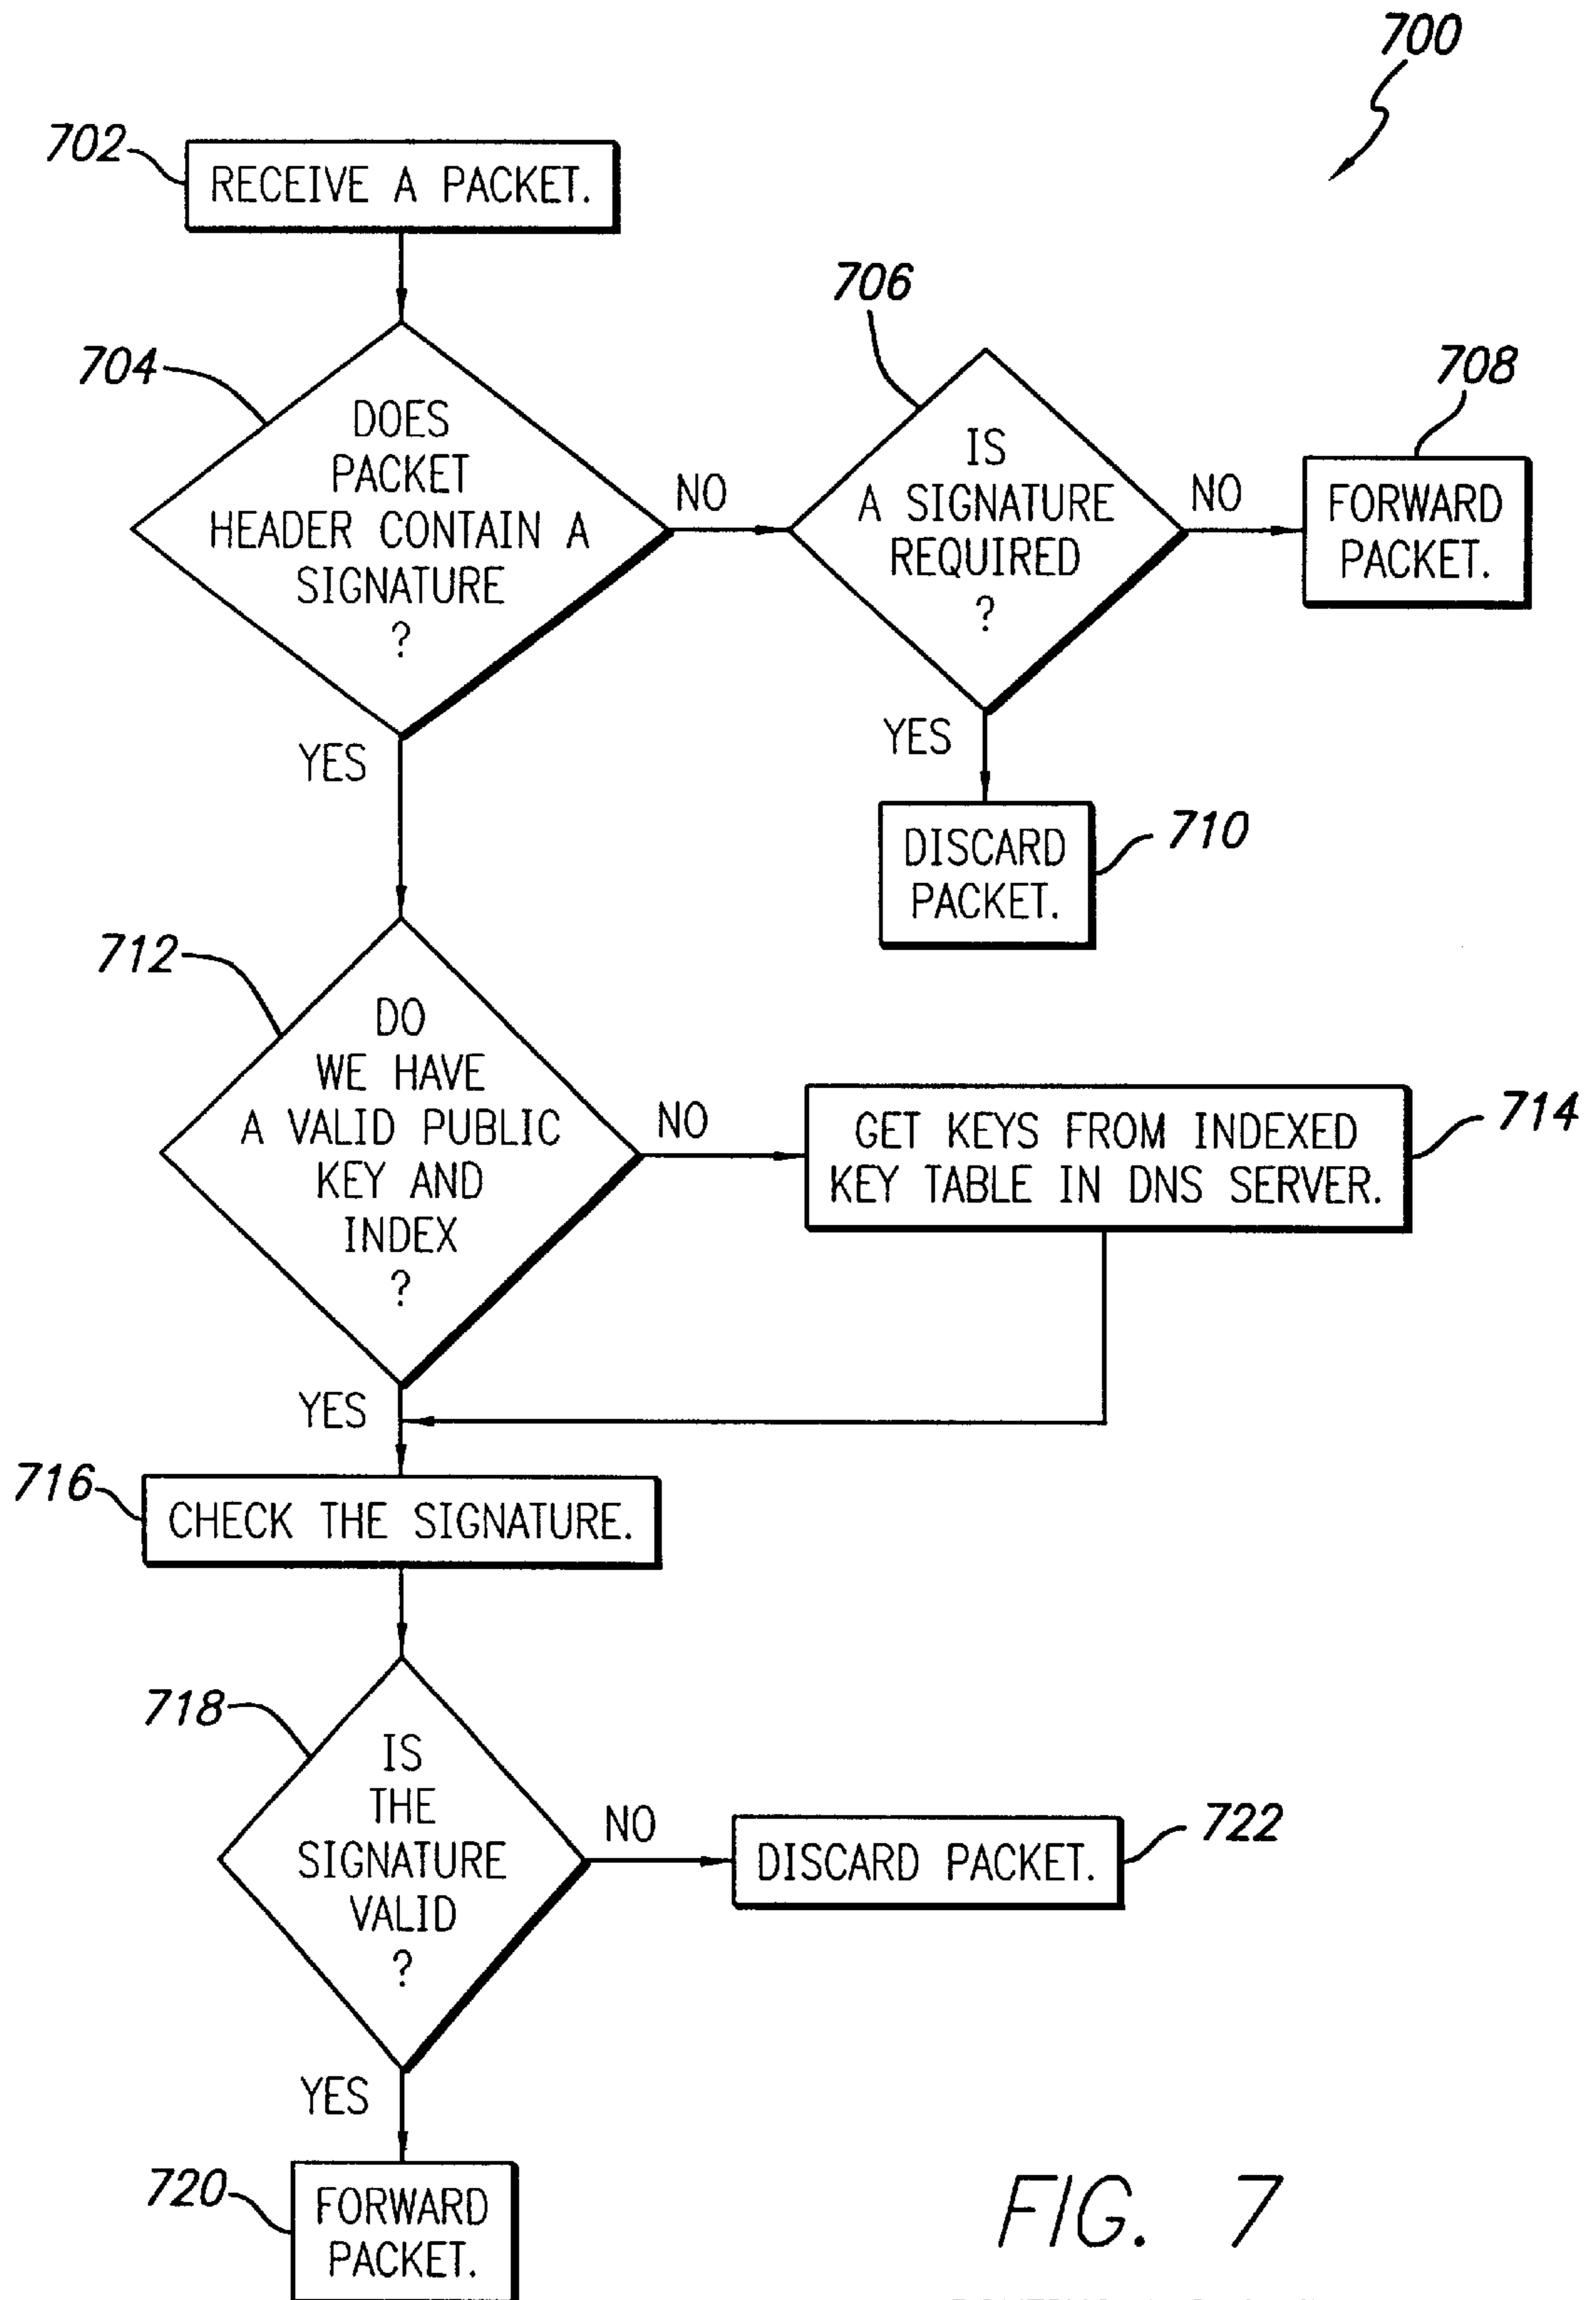 700
702
RECEIVE A PACKET.
704
DOES
PACKET
HEADER CONTAIN A
SIGNATURE
?
NO
706
IS
A SIGNATURE
REQUIRED
?
NO
708
FORWARD
PACKET.
YES
YES
DISCARD
PACKET.
710
712
DO
WE HAVE
A VALID PUBLIC
KEY AND
INDEX
?
NO
GET KEYS FROM INDEXED
KEY TABLE IN DNS SERVER.
714
YES
716
CHECK THE SIGNATURE.
718
IS
THE
SIGNATURE
VALID
?
NO
DISCARD PACKET.
722
YES
720
FORWARD
PACKET.
FIG. 7